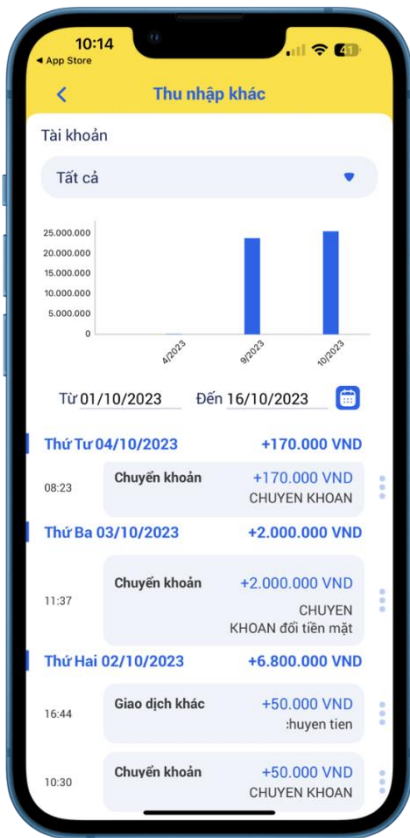 10:14
41
◀ App Store
Thu nhập khác
Tài khoản
Tất cả
25.000.000
20.000.000
15.000.000
10.000.000
5.000.000
0
4/2023
9/2023
10/2023
Từ 01/10/2023 Đến 16/10/2023
Thứ Tư 04/10/2023 +170.000 VND
Chuyển khoản +170.000 VND
08:23
CHUYEN KHOAN
Thứ Ba 03/10/2023 +2.000.000 VND
Chuyển khoản +2.000.000 VND
11:37
CHUYEN
KHOAN đổi tiền mặt
Thứ Hai 02/10/2023 +6.800.000 VND
Giao dịch khác +50.000 VND
16:44
:huyen tien
Chuyển khoản +50.000 VND
10:30
CHUYEN KHOAN